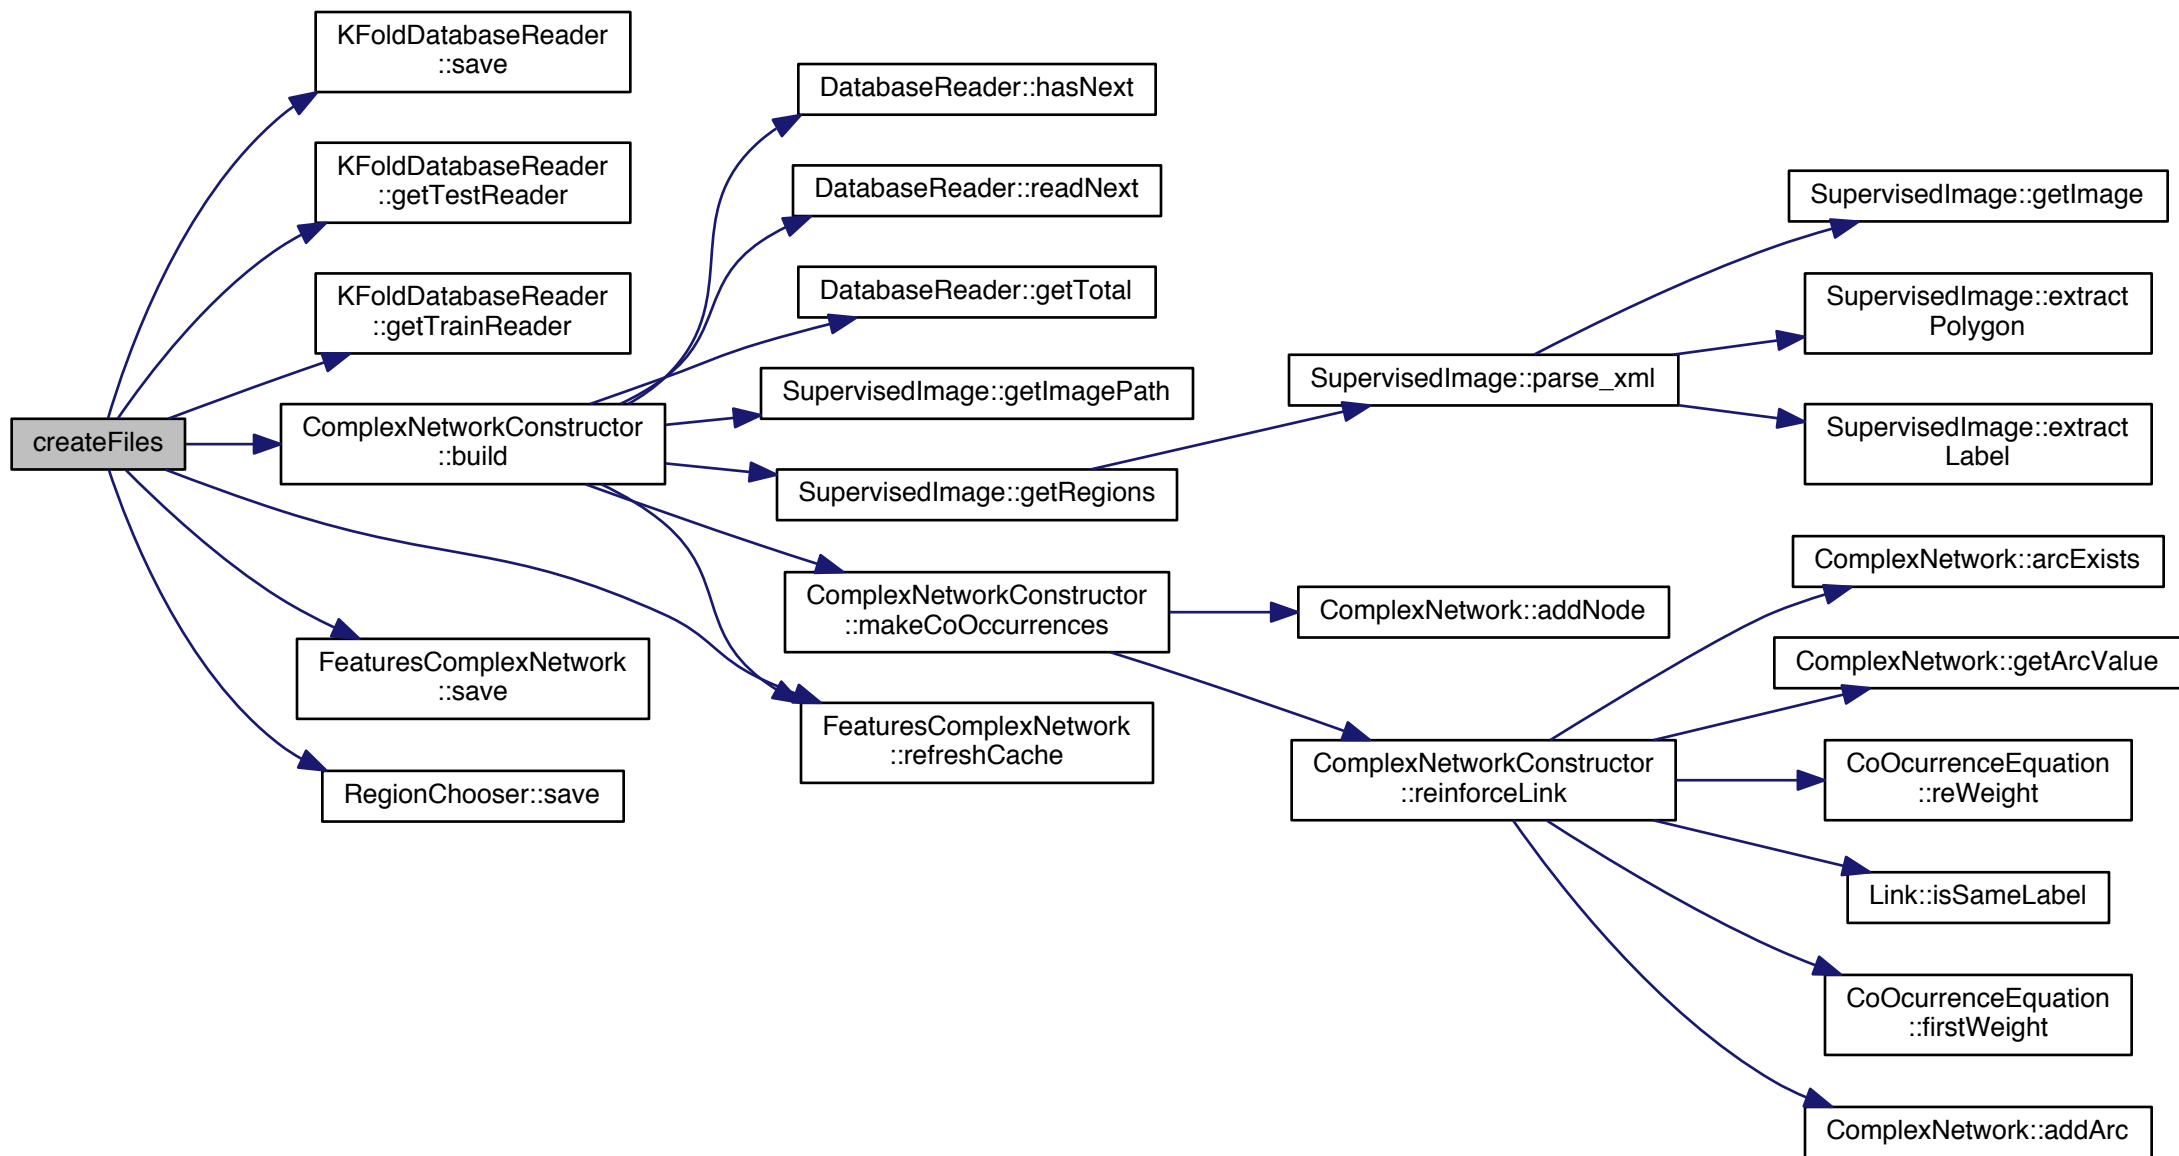 createFiles
KFoldDatabaseReader
::save
KFoldDatabaseReader
::getTestReader
KFoldDatabaseReader
::getTrainReader
ComplexNetworkConstructor
::build
FeaturesComplexNetwork
::save
RegionChooser::save
DatabaseReader::hasNext
DatabaseReader::readNext
DatabaseReader::getTotal
SupervisedImage::getImagePath
SupervisedImage::getRegions
ComplexNetworkConstructor
::makeCoOccurrences
FeaturesComplexNetwork
::refreshCache
SupervisedImage::parse_xml
ComplexNetwork::addNode
ComplexNetworkConstructor
::reinforceLink
SupervisedImage::getImage
SupervisedImage::extract
Polygon
SupervisedImage::extract
Label
ComplexNetwork::arcExists
ComplexNetwork::getArcValue
CoOcurrenceEquation
::reWeight
Link::isSameLabel
CoOcurrenceEquation
::firstWeight
ComplexNetwork::addArc